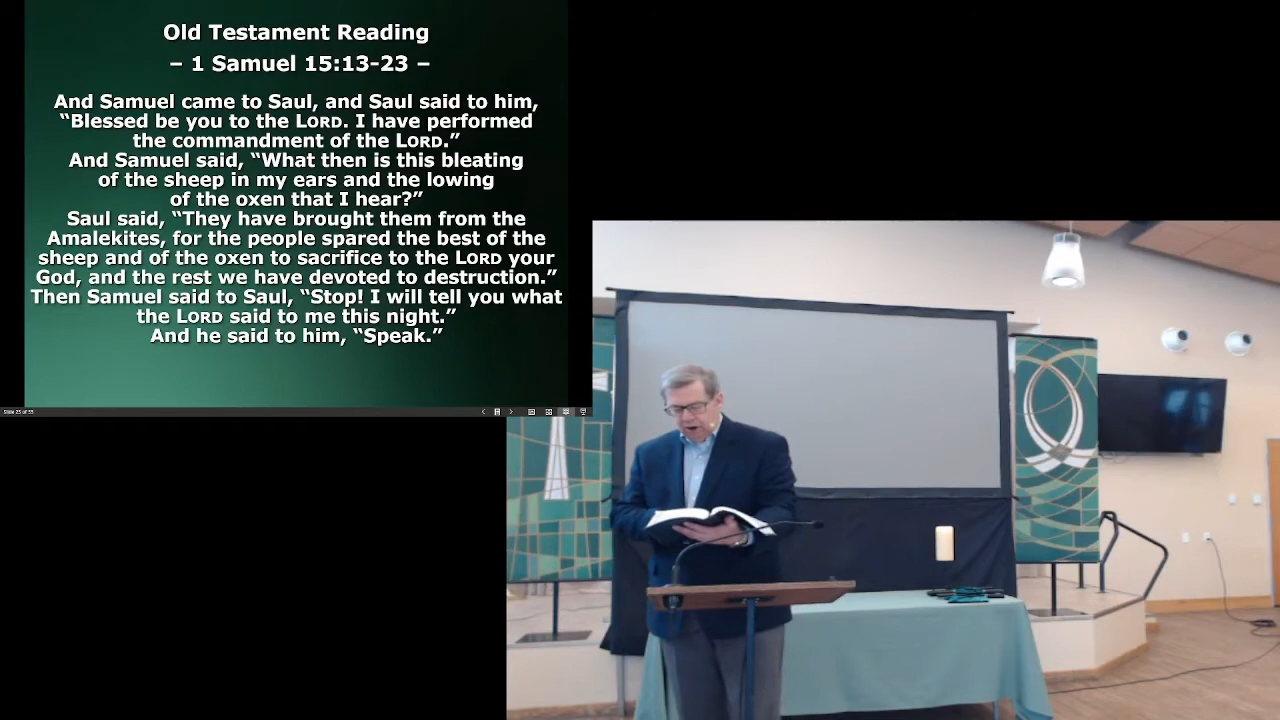 Old Testament Reading
– 1 Samuel 15:13-23 –
And Samuel came to Saul, and Saul said to him,
“Blessed be you to the LORD. I have performed
the commandment of the LORD.”
And Samuel said, “What then is this bleating
of the sheep in my ears and the lowing
of the oxen that I hear?”
Saul said, “They have brought them from the
Amalekites, for the people spared the best of the
sheep and of the oxen to sacrifice to the LORD your
God, and the rest we have devoted to destruction.”
Then Samuel said to Saul, “Stop! I will tell you what
the LORD said to me this night.”
And he said to him, “Speak.”
Slide 25 of 55